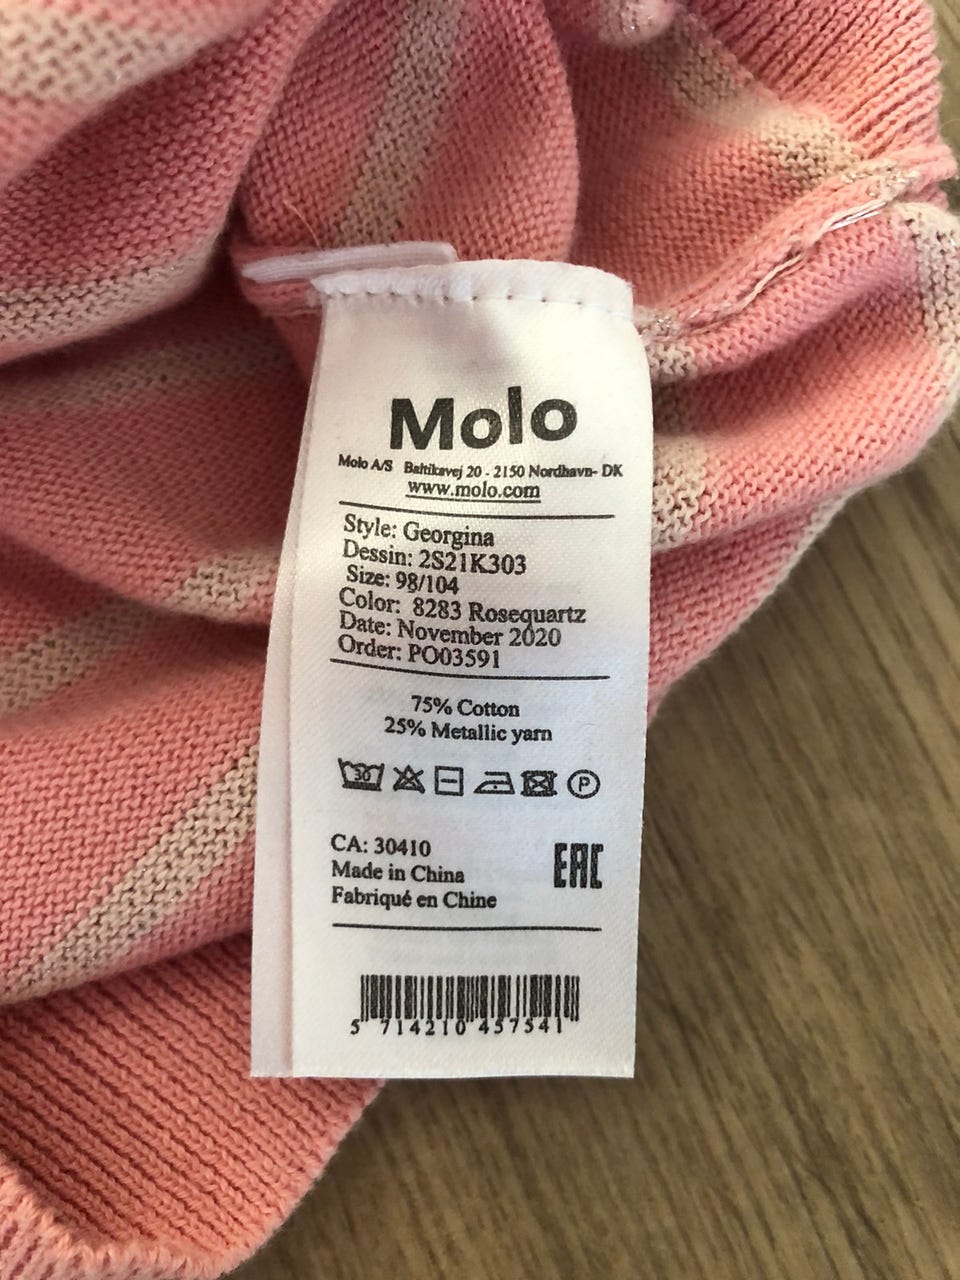 Molo
Molo A/S Baltikavej 20 - 2150 Nordhavn- DK
www.molo.com
Style: Georgina
Dessin: 2S21K303
Size: 98/104
Color: 8283 Rosequartz
Date: November 2020
Order: PO03591
75% Cotton
25% Metallic yarn
30 P
CA: 30410
Made in China
Fabriqué en Chine
EAC
5 714210 457541